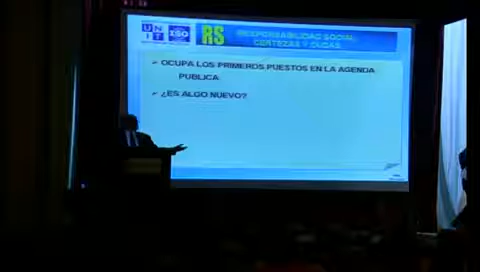 UNIT
ISO
RS
RESPONSABILIDAD SOCIAL
CERTEZAS Y DUDAS
➢ OCUPA LOS PRIMEROS PUESTOS EN LA AGENDA
PUBLICA
➢ ¿ES ALGO NUEVO?